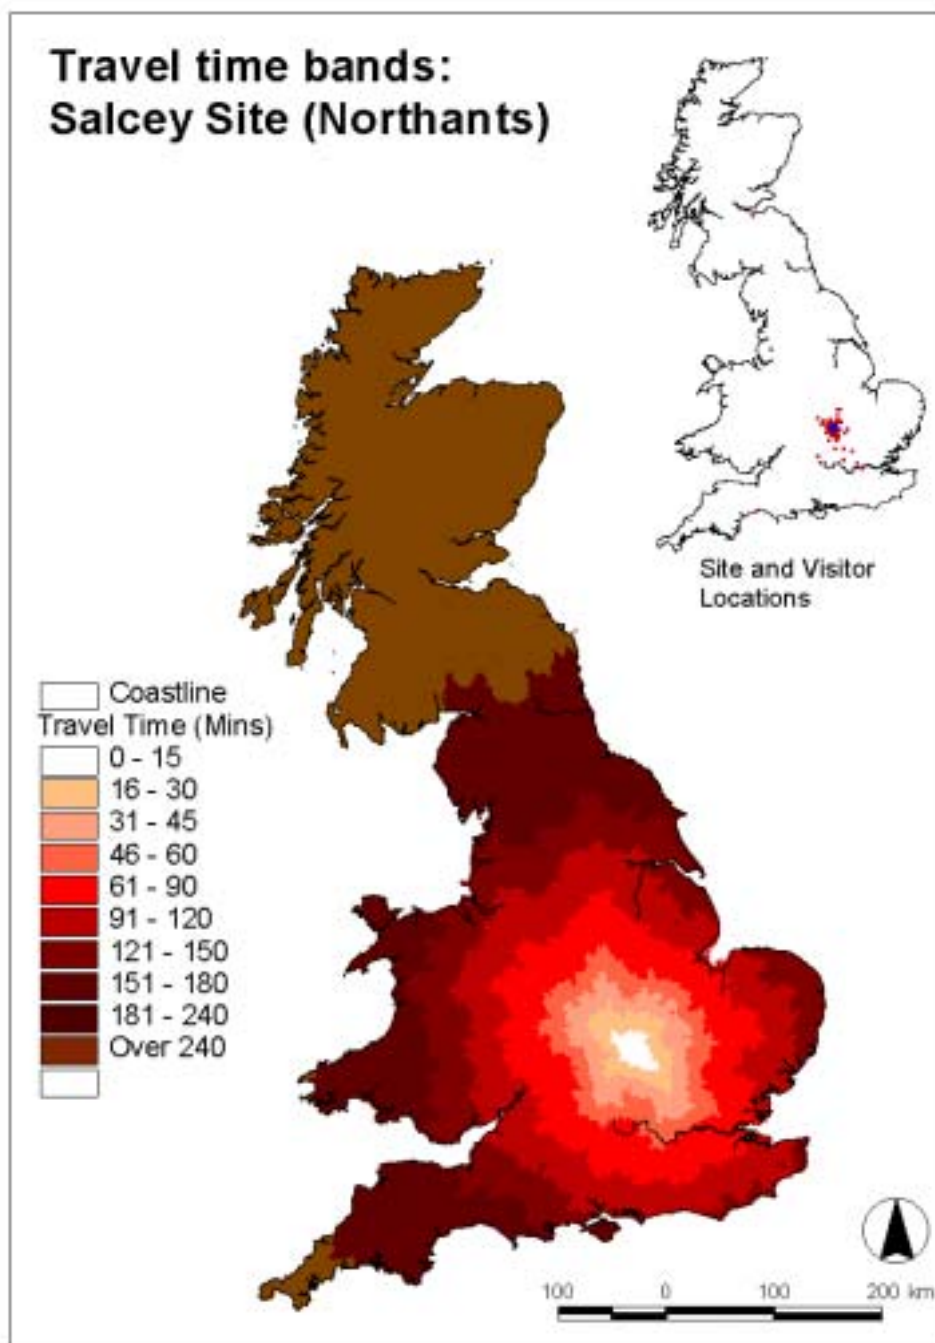 Travel time bands:
Salcey Site (Northants)
Site and Visitor
Locations
Coastline
Travel Time (Mins)
0 - 15
16 - 30
31 - 45
46 - 60
61 - 90
91 - 120
121 - 150
151 - 180
181 - 240
Over 240
100 0 100 200 km